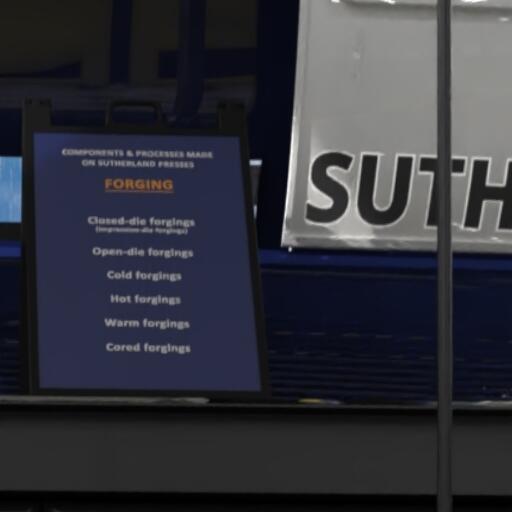 COMPONENTS & PROCESSES MADE
ON SUTHERLAND PRESSES
FORGING
Closed-die forgings
(impression-die forgings)
Open-die forgings
Cold forgings
Hot forgings
Warm forgings
Cored forgings
SUTH